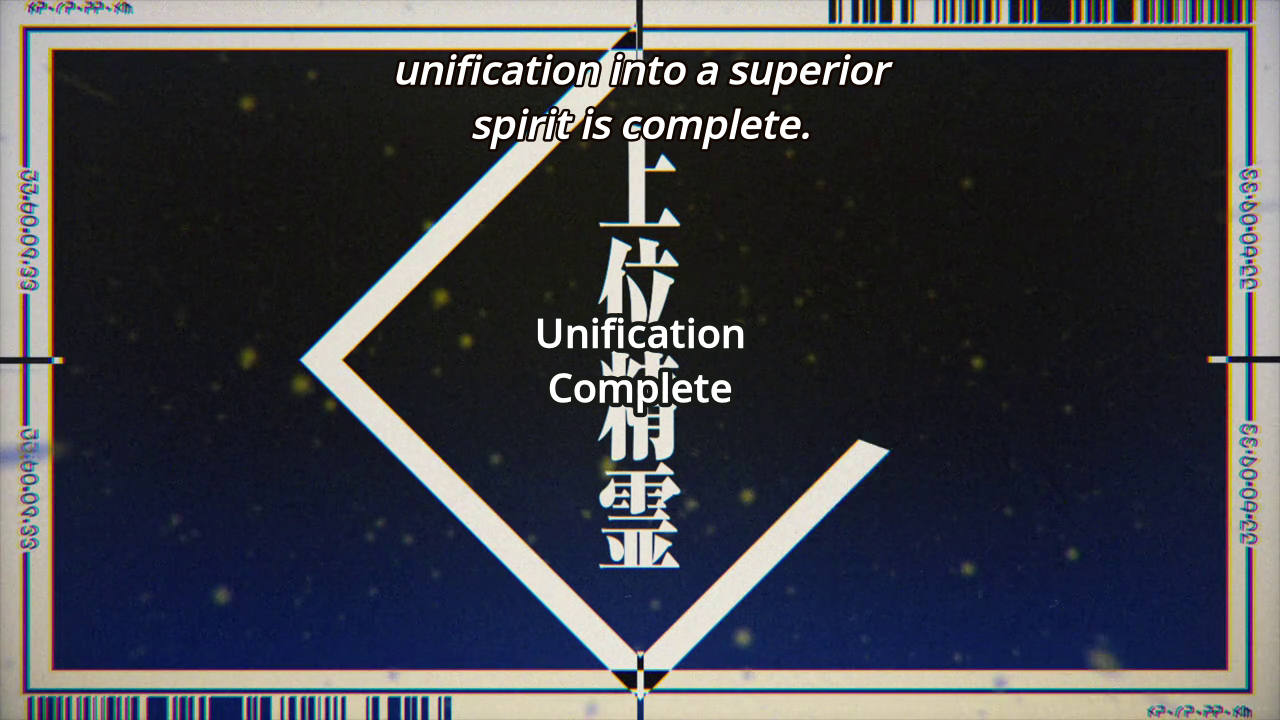 unification into a superior
spirit is complete.
上位精霊
Unification
Complete